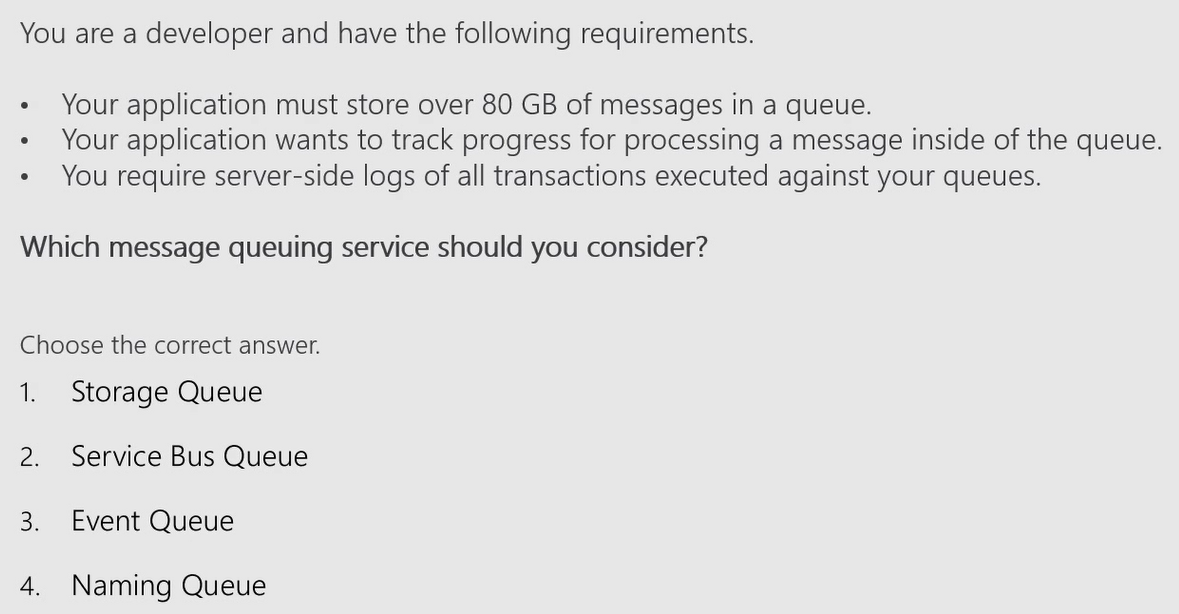 You are a developer and have the following requirements.
• Your application must store over 80 GB of messages in a queue.
• Your application wants to track progress for processing a message inside of the queue.
• You require server-side logs of all transactions executed against your queues.
Which message queuing service should you consider?
Choose the correct answer.
1. Storage Queue
2. Service Bus Queue
3. Event Queue
4. Naming Queue